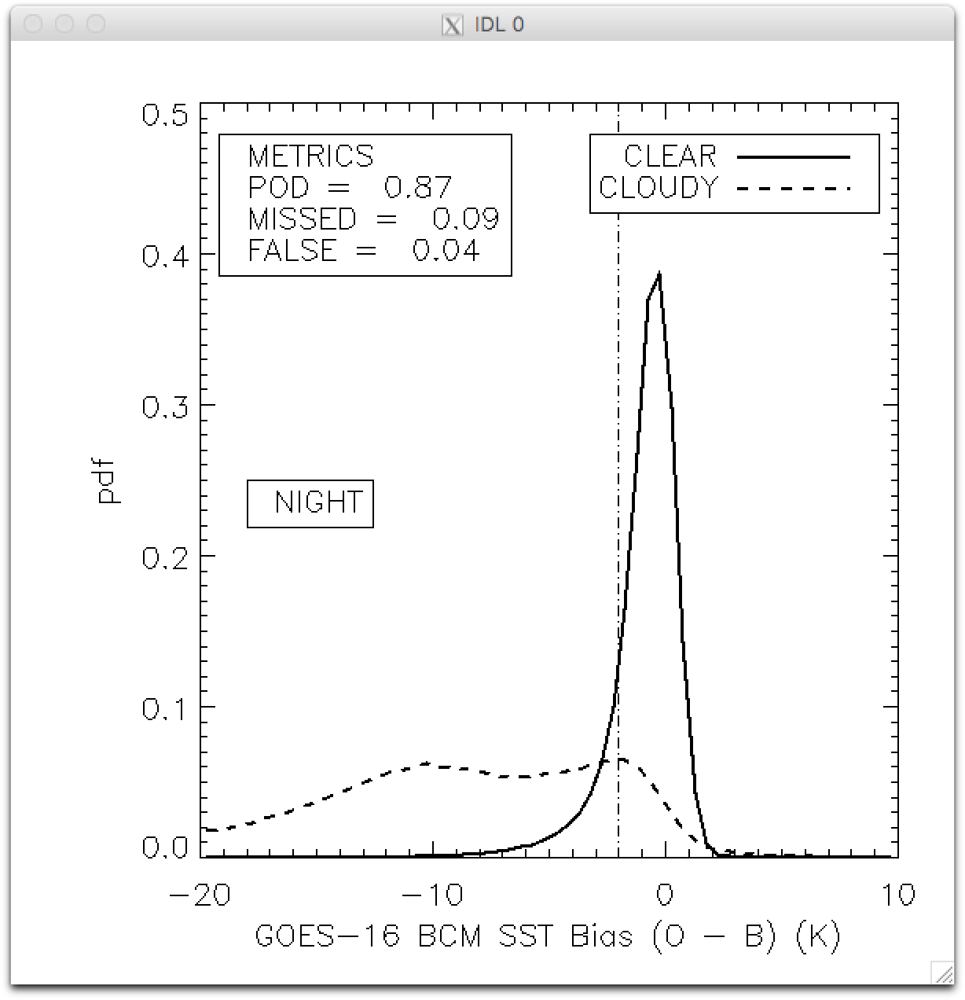 IDL 0
0.5
METRICS
POD = 0.87
MISSED = 0.09
FALSE = 0.04
CLEAR
CLOUDY
0.4
0.3
pdf
NIGHT
0.2
0.1
0.0
-20 -10 0 10
GOES-16 BCM SST Bias (O - B) (K)